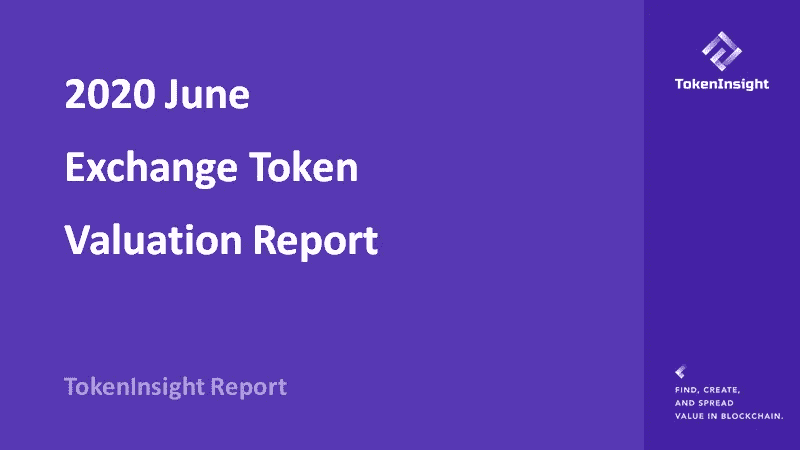 2020 June
Exchange Token
Valuation Report
TokenInsight Report
TokenInsight
FIND, CREATE,
AND SPREAD
VALUE IN BLOCKCHAIN.